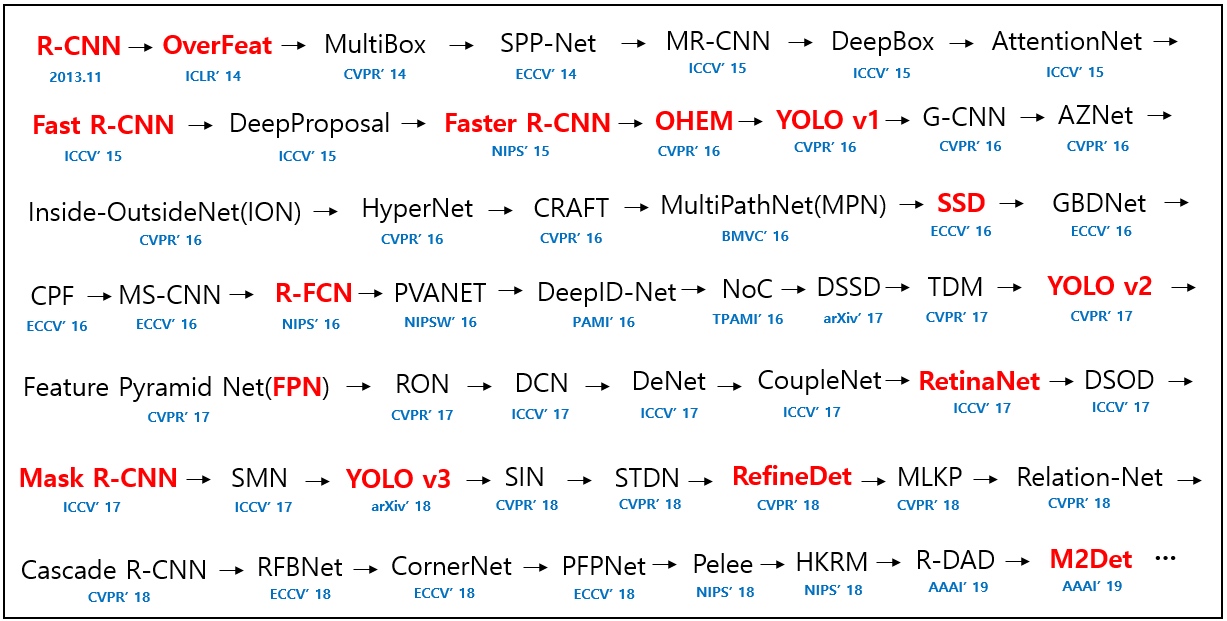 R-CNN → OverFeat → MultiBox → SPP-Net → MR-CNN → DeepBox → AttentionNet →
2013.11 ICLR’ 14 CVPR’ 14 ECCV’ 14 ICCV’ 15 ICCV’ 15 ICCV’ 15
Fast R-CNN → DeepProposal → Faster R-CNN → OHEM → YOLO v1 → G-CNN → AZNet →
ICCV’ 15 ICCV’ 15 NIPS’ 15 CVPR’ 16 CVPR’ 16 CVPR’ 16 CVPR’ 16
Inside-OutsideNet(ION) → HyperNet → CRAFT → MultiPathNet(MPN) → SSD → GBDNet →
CVPR’ 16 CVPR’ 16 CVPR’ 16 BMVC’ 16 ECCV’ 16 ECCV’ 16
CPF → MS-CNN → R-FCN → PVANET → DeepID-Net → NoC → DSSD → TDM → YOLO v2 →
ECCV’ 16 ECCV’ 16 NIPS’ 16 NIPSW’ 16 PAMI’ 16 TPAMI’ 16 arXiv’ 17 CVPR’ 17 CVPR’ 17
Feature Pyramid Net(FPN) → RON → DCN → DeNet → CoupleNet → RetinaNet → DSOD →
CVPR’ 17 CVPR’ 17 ICCV’ 17 ICCV’ 17 ICCV’ 17 ICCV’ 17 ICCV’ 17
Mask R-CNN → SMN → YOLO v3 → SIN → STDN → RefineDet → MLKP → Relation-Net →
ICCV’ 17 ICCV’ 17 arXiv’ 18 CVPR’ 18 CVPR’ 18 CVPR’ 18 CVPR’ 18 CVPR’ 18
Cascade R-CNN → RFBNet → CornerNet → PFPNet → Pelee → HKRM → R-DAD → M2Det ···
CVPR’ 18 ECCV’ 18 ECCV’ 18 ECCV’ 18 NIPS’ 18 NIPS’ 18 AAAI’ 19 AAAI’ 19